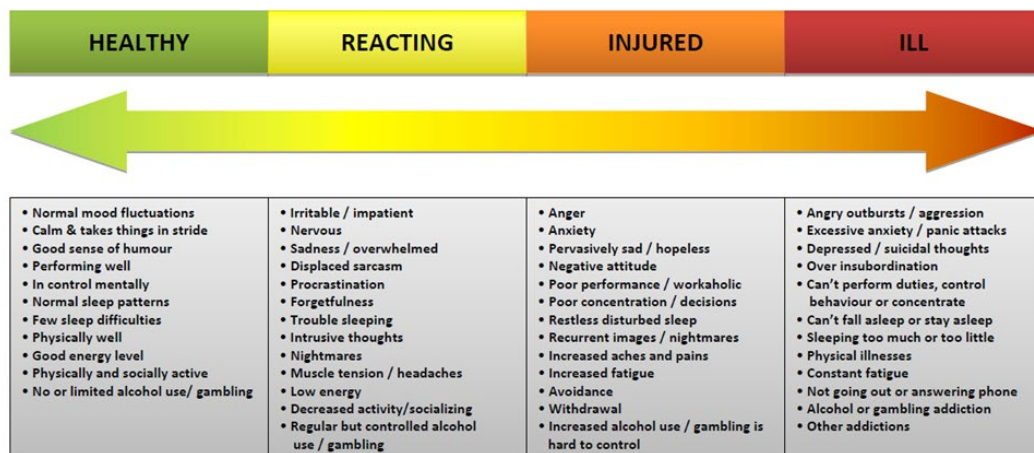 HEALTHY
REACTING
INJURED
ILL
• Normal mood fluctuations
• Calm & takes things in stride
• Good sense of humour
• Performing well
• In control mentally
• Normal sleep patterns
• Few sleep difficulties
• Physically well
• Good energy level
• Physically and socially active
• No or limited alcohol use/ gambling
• Irritable / impatient
• Nervous
• Sadness / overwhelmed
• Displaced sarcasm
• Procrastination
• Forgetfulness
• Trouble sleeping
• Intrusive thoughts
• Nightmares
• Muscle tension / headaches
• Low energy
• Decreased activity/socializing
• Regular but controlled alcohol
use / gambling
• Anger
• Anxiety
• Pervasively sad / hopeless
• Negative attitude
• Poor performance / workaholic
• Poor concentration / decisions
• Restless disturbed sleep
• Recurrent images / nightmares
• Increased aches and pains
• Increased fatigue
• Avoidance
• Withdrawal
• Increased alcohol use / gambling is
hard to control
• Angry outbursts / aggression
• Excessive anxiety / panic attacks
• Depressed / suicidal thoughts
• Over insubordination
• Can't perform duties, control
behaviour or concentrate
• Can't fall asleep or stay asleep
• Sleeping too much or too little
• Physical illnesses
• Constant fatigue
• Not going out or answering phone
• Alcohol or gambling addiction
• Other addictions